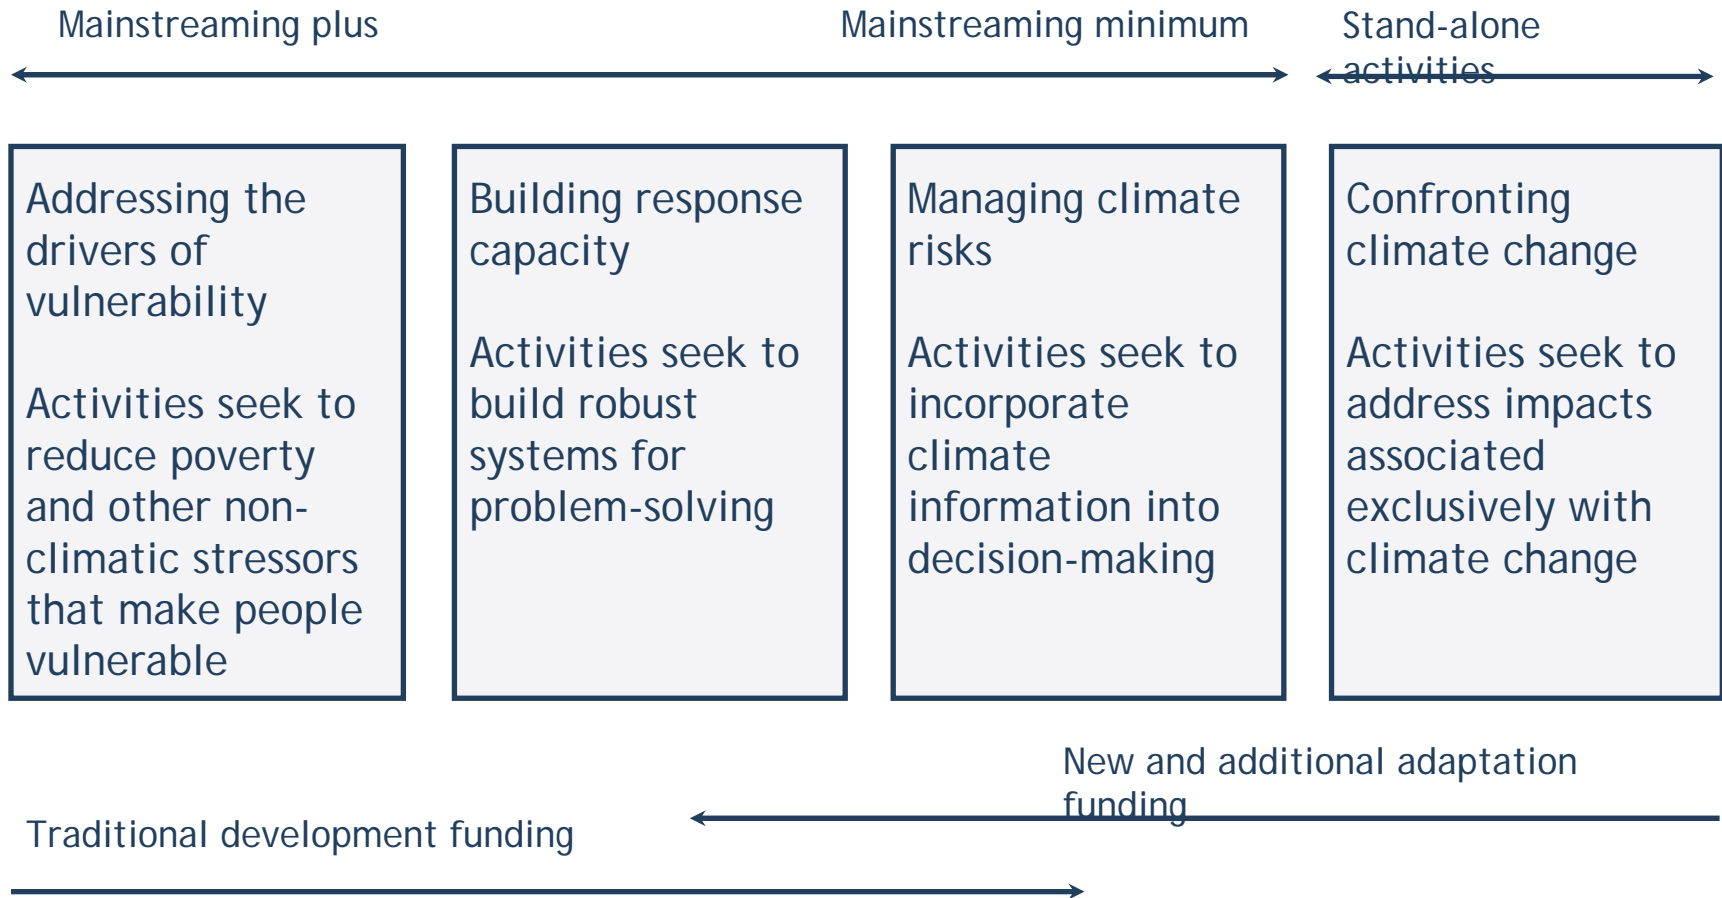 Mainstreaming plus
Mainstreaming minimum
Stand-alone
activities
Addressing the
drivers of
vulnerability
Activities seek to
reduce poverty
and other non-
climatic stressors
that make people
vulnerable
Building response
capacity
Activities seek to
build robust
systems for
problem-solving
Managing climate
risks
Activities seek to
incorporate
climate
information into
decision-making
Confronting
climate change
Activities seek to
address impacts
associated
exclusively with
climate change
New and additional adaptation
funding
Traditional development funding